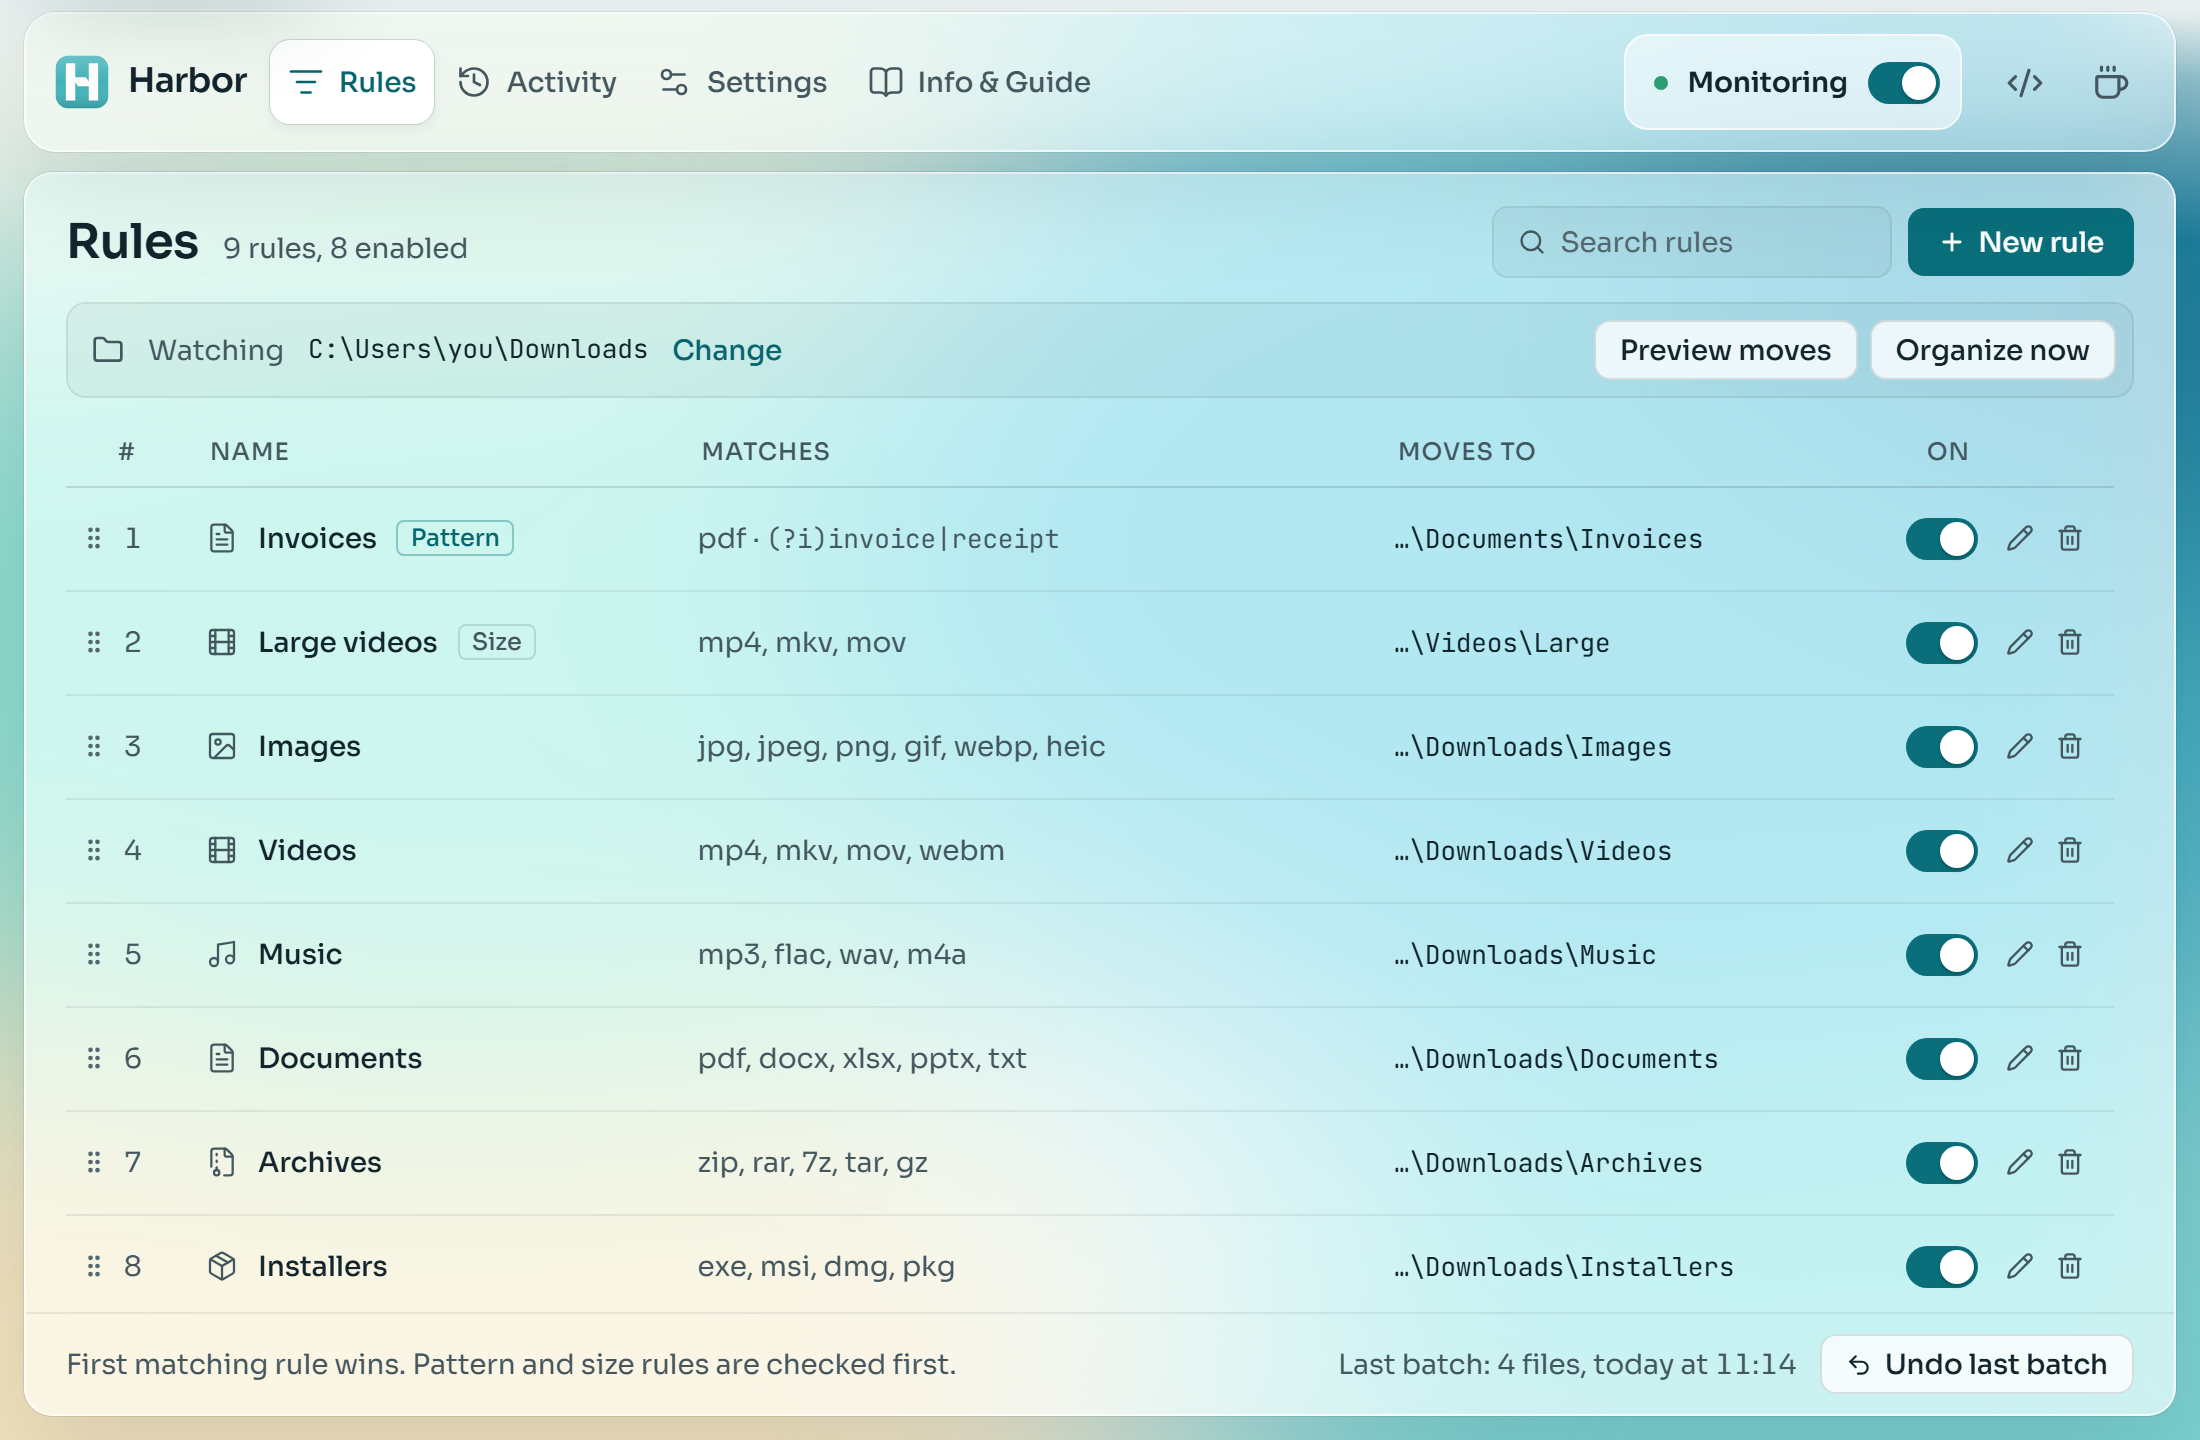 Harbor Rules Activity Settings Info & Guide Monitoring
Rules 9 rules, 8 enabled Search rules + New rule
Watching C:\Users\you\Downloads Change Preview moves Organize now
# NAME MATCHES MOVES TO ON
1 Invoices Pattern pdf · (?i)invoice|receipt …\Documents\Invoices
2 Large videos Size mp4, mkv, mov …\Videos\Large
3 Images jpg, jpeg, png, gif, webp, heic …\Downloads\Images
4 Videos mp4, mkv, mov, webm …\Downloads\Videos
5 Music mp3, flac, wav, m4a …\Downloads\Music
6 Documents pdf, docx, xlsx, pptx, txt …\Downloads\Documents
7 Archives zip, rar, 7z, tar, gz …\Downloads\Archives
8 Installers exe, msi, dmg, pkg …\Downloads\Installers
First matching rule wins. Pattern and size rules are checked first. Last batch: 4 files, today at 11:14 Undo last batch